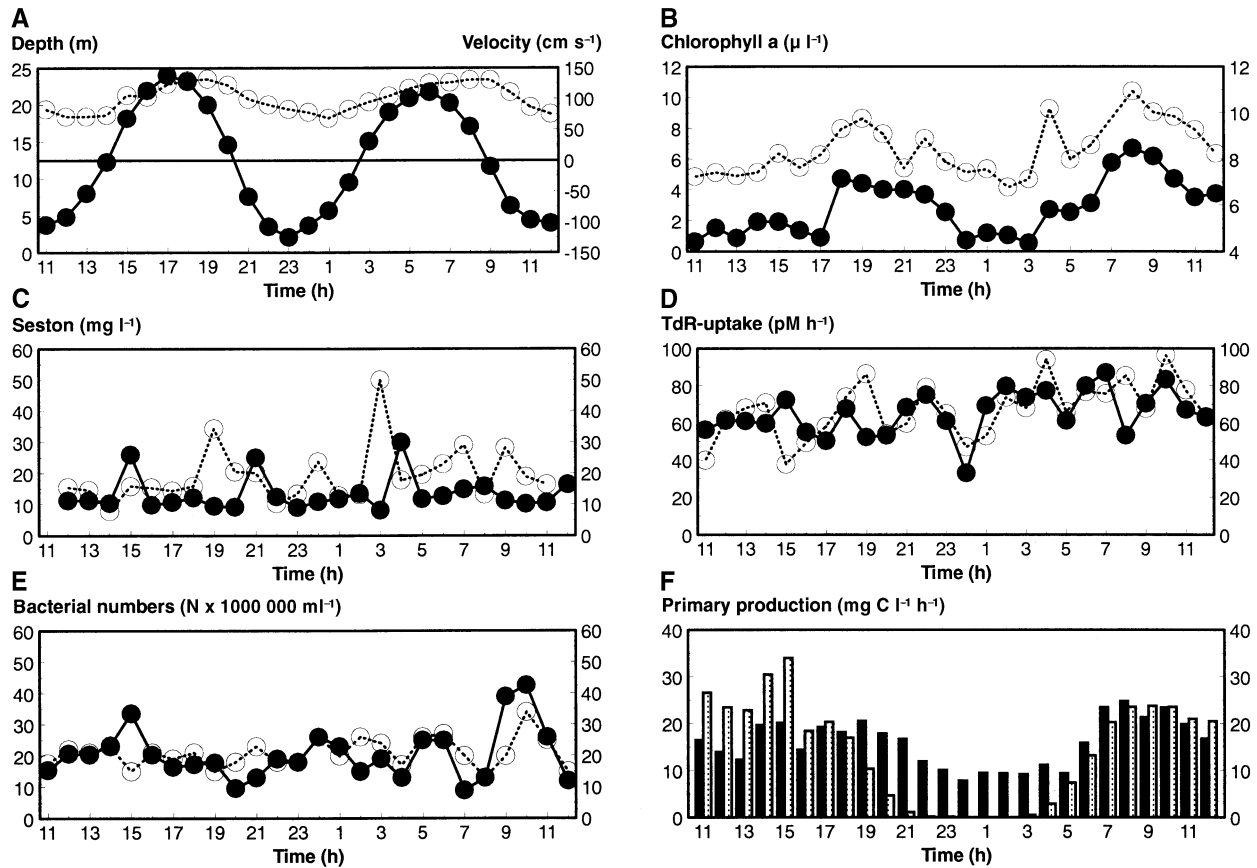 A
Depth (m) Velocity (cm s⁻¹)
25 150
20 100
50
15 0
10 -50
5 -100
0 -150
11 13 15 17 19 21 23 1 3 5 7 9 11
Time (h)
B
Chlorophyll a (µ l⁻¹)
12 12
10 10
8
6 8
4 6
2
0 4
11 13 15 17 19 21 23 1 3 5 7 9 11
Time (h)
C
Seston (mg l⁻¹)
60 60
50 50
40 40
30 30
20 20
10 10
0 0
11 13 15 17 19 21 23 1 3 5 7 9 11
Time (h)
D
TdR-uptake (pM h⁻¹)
100 100
80 80
60 60
40 40
20 20
0 0
11 13 15 17 19 21 23 1 3 5 7 9 11
Time (h)
E
Bacterial numbers (N x 1000 000 ml⁻¹)
60 60
50 50
40 40
30 30
20 20
10 10
0 0
11 13 15 17 19 21 23 1 3 5 7 9 11
Time (h)
F
Primary production (mg C l⁻¹ h⁻¹)
40 40
30 30
20 20
10 10
0 0
11 13 15 17 19 21 23 1 3 5 7 9 11
Time (h)